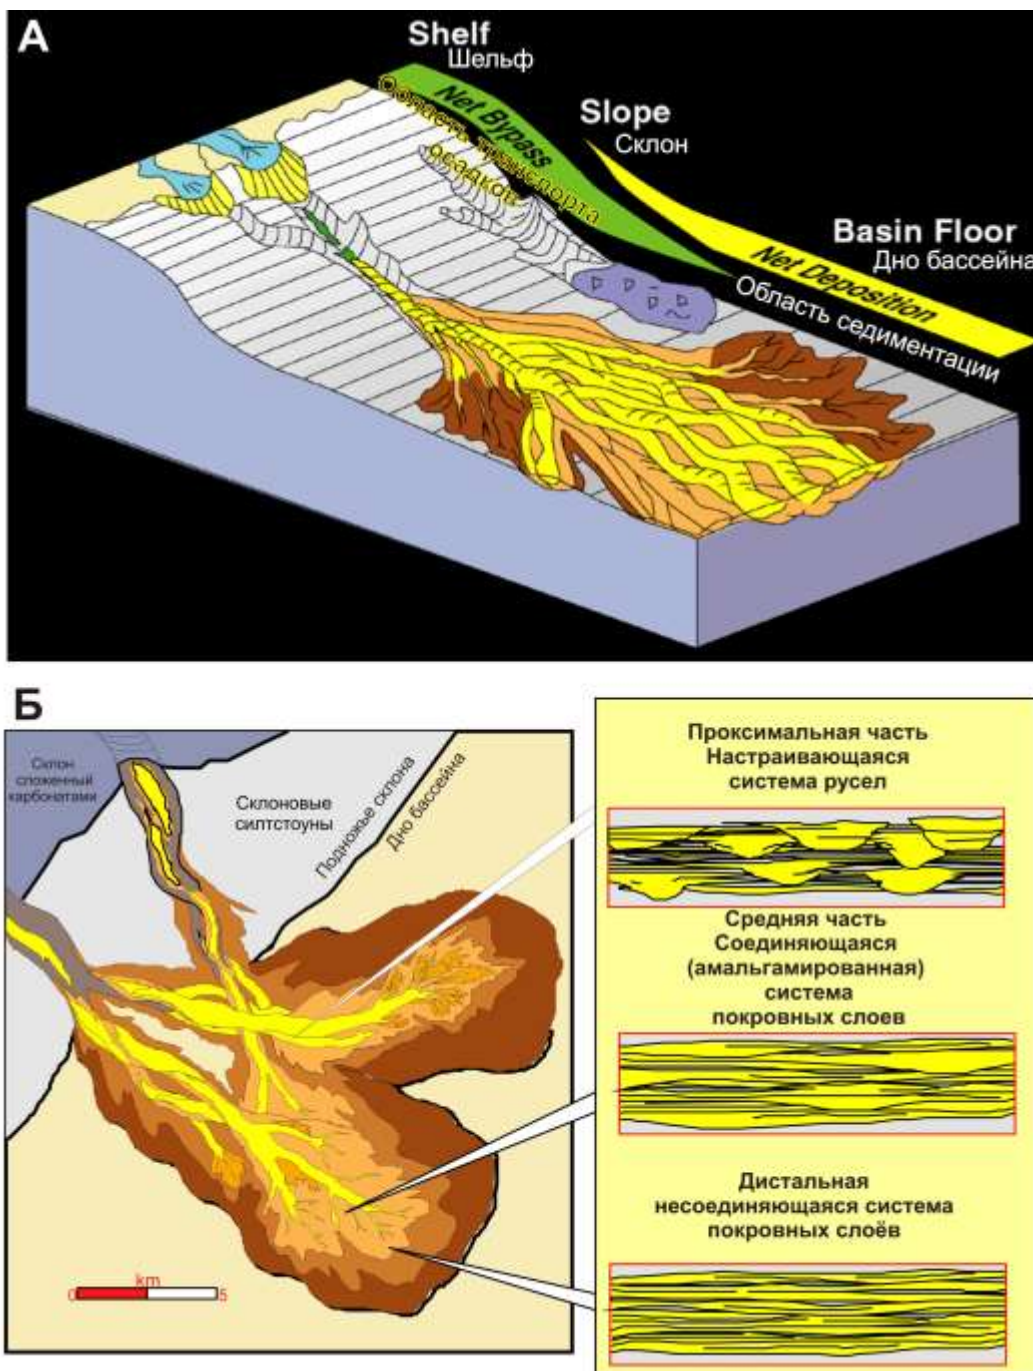 А
Shelf
Шельф
Net Bypass
Область транспорта
осадков
Slope
Склон
Basin Floor
Дно бассейна
Net Deposition
Область седиментации
Б
Склон
сложенный
карбонатами
Склоновые
силтстоуны
Подножье склона
Дно бассейна
km
0 5
Проксимальная часть
Настраивающаяся
система русел
Средняя часть
Соединяющаяся
(амальгамированная)
система
покровных слоев
Дистальная
несоединяющаяся система
покровных слоёв